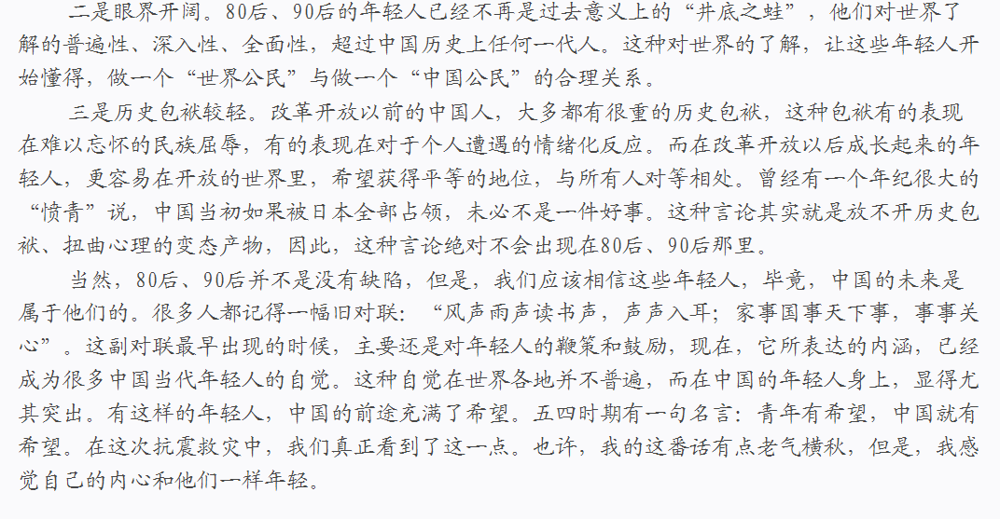 二是眼界开阔。80后、90后的年轻人已经不再是过去意义上的“井底之蛙”,他们对世界了
解的普遍性、深入性、全面性,超过中国历史上任何一代人。这种对世界的了解,让这些年轻人开
始懂得,做一个“世界公民”与做一个“中国公民”的合理关系。
三是历史包袱较轻。改革开放以前的中国人,大多都有很重的历史包袱,这种包袱有的表现
在难以忘怀的民族屈辱,有的表现在对于个人遭遇的情绪化反应。而在改革开放以后成长起来的年
轻人,更容易在开放的世界里,希望获得平等的地位,与所有人对等相处。曾经有一个年纪很大的
“愤青”说,中国当初如果被日本全部占领,未必不是一件好事。这种言论其实就是放不开历史包
袱、扭曲心理的变态产物,因此,这种言论绝对不会出现在80后、90后那里。
当然,80后、90后并不是没有缺陷,但是,我们应该相信这些年轻人,毕竟,中国的未来是
属于他们的。很多人都记得一幅旧对联:“风声雨声读书声,声声入耳;家事国事天下事,事事关
心”。这副对联最早出现的时候,主要还是对年轻人的鞭策和鼓励,现在,它所表达的内涵,已经
成为很多中国当代年轻人的自觉。这种自觉在世界各地并不普遍,而在中国的年轻人身上,显得尤
其突出。有这样的年轻人,中国的前途充满了希望。五四时期有一句名言:青年有希望,中国就有
希望。在这次抗震救灾中,我们真正看到了这一点。也许,我的这番话有点老气横秋,但是,我感
觉自己的内心和他们一样年轻。